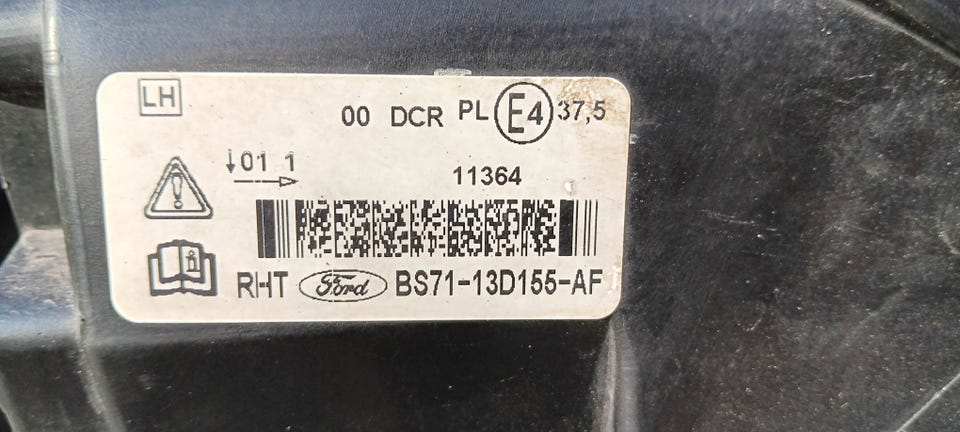 LH
00 DCR PL E4 37,5
↓01 1 →
11364
RHT Ford BS71-13D155-AF